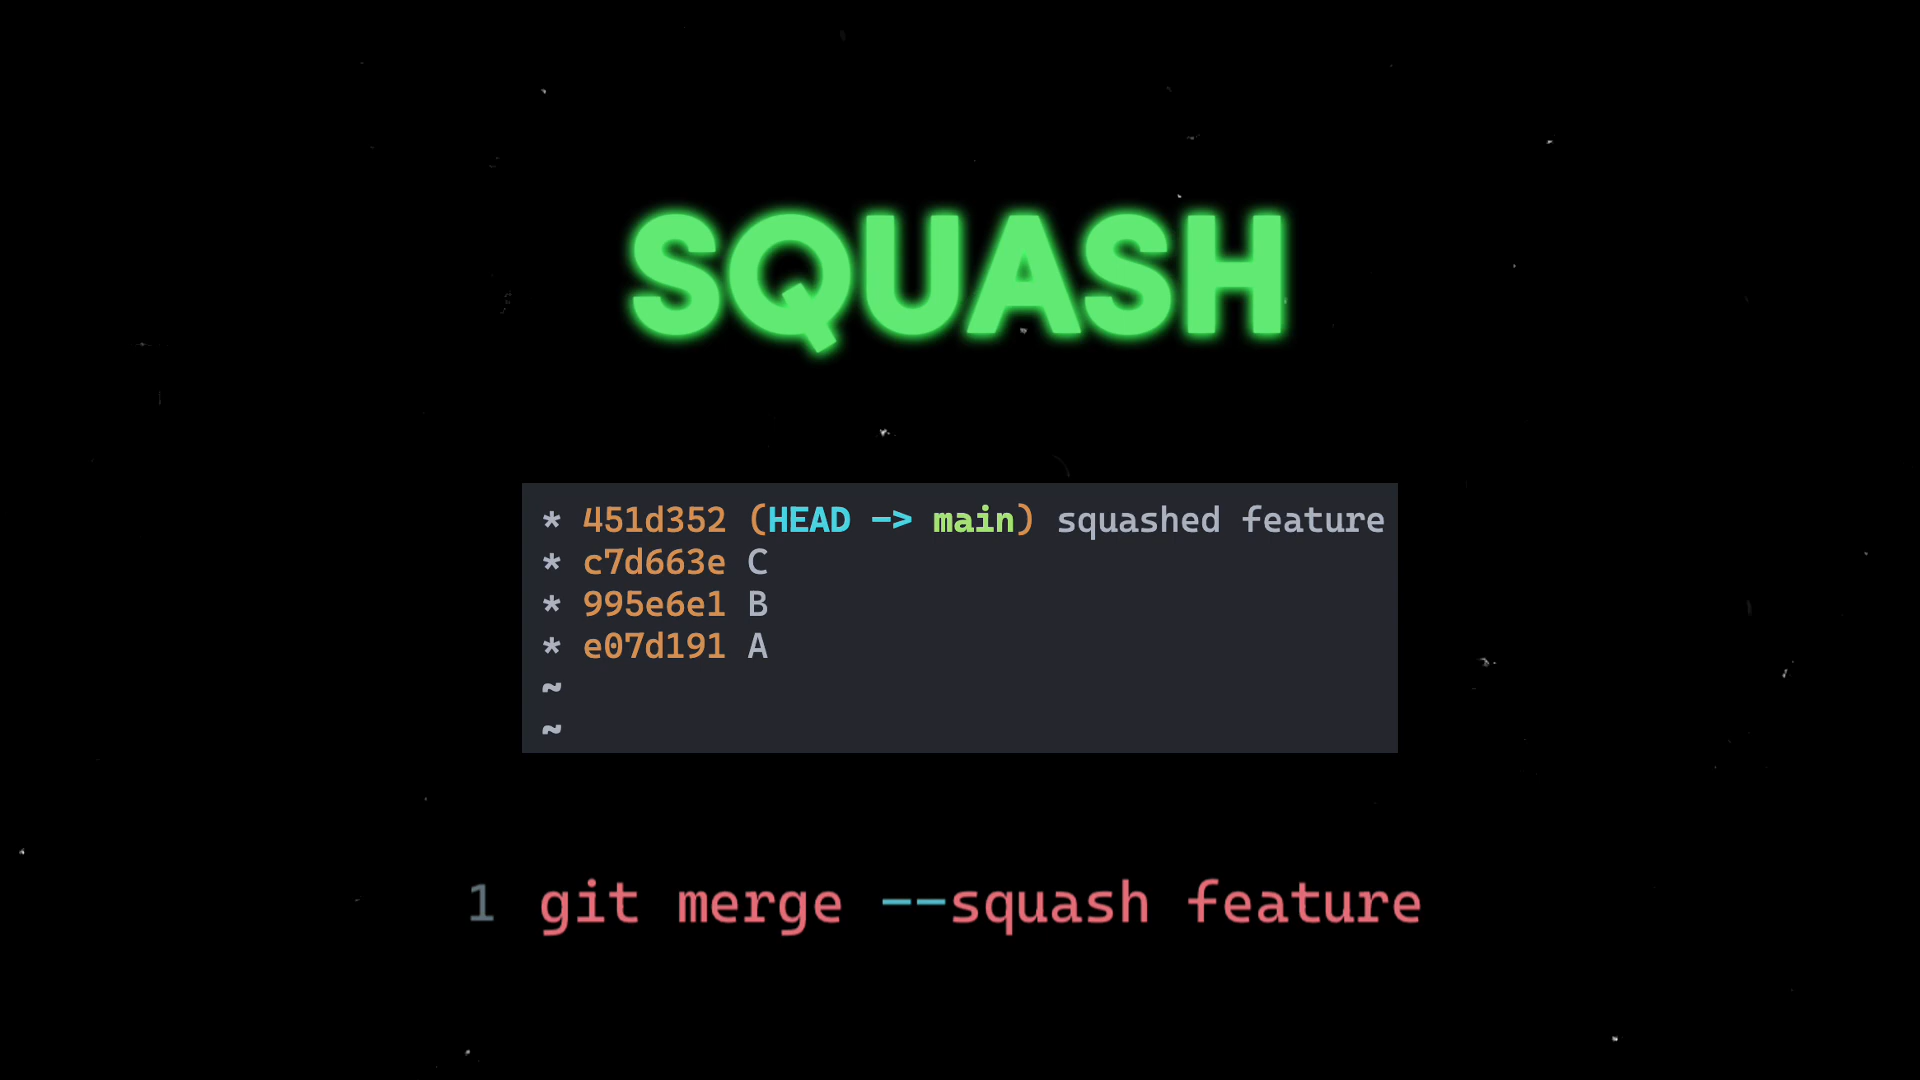 SQUASH
* 451d352 (HEAD -> main) squashed feature
* c7d663e C
* 995e6e1 B
* e07d191 A
~
~
1 git merge --squash feature